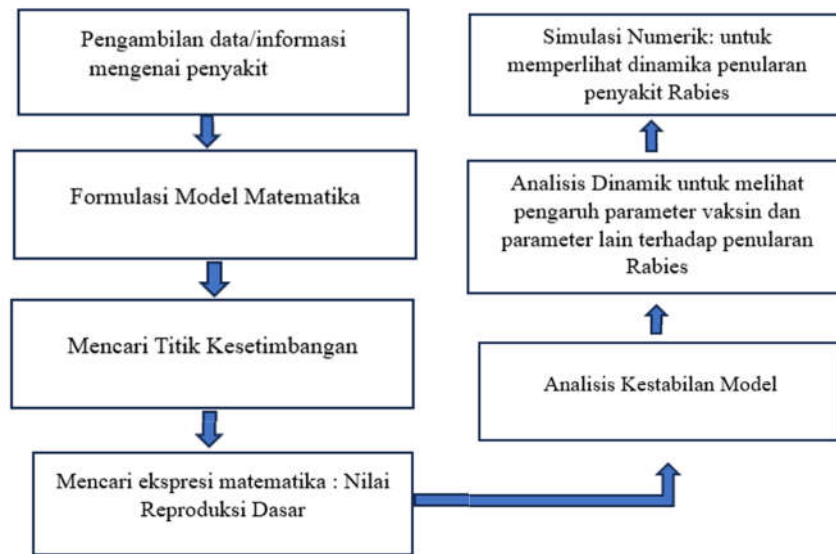 Pengambilan data/informasi
mengenai penyakit
Formulasi Model Matematika
Mencari Titik Kesetimbangan
Mencari ekspresi matematika : Nilai
Reproduksi Dasar
Analisis Kestabilan Model
Analisis Dinamik untuk melihat
pengaruh parameter vaksin dan
parameter lain terhadap penularan
Rabies
Simulasi Numerik: untuk
memperlihat dinamika penularan
penyakit Rabies